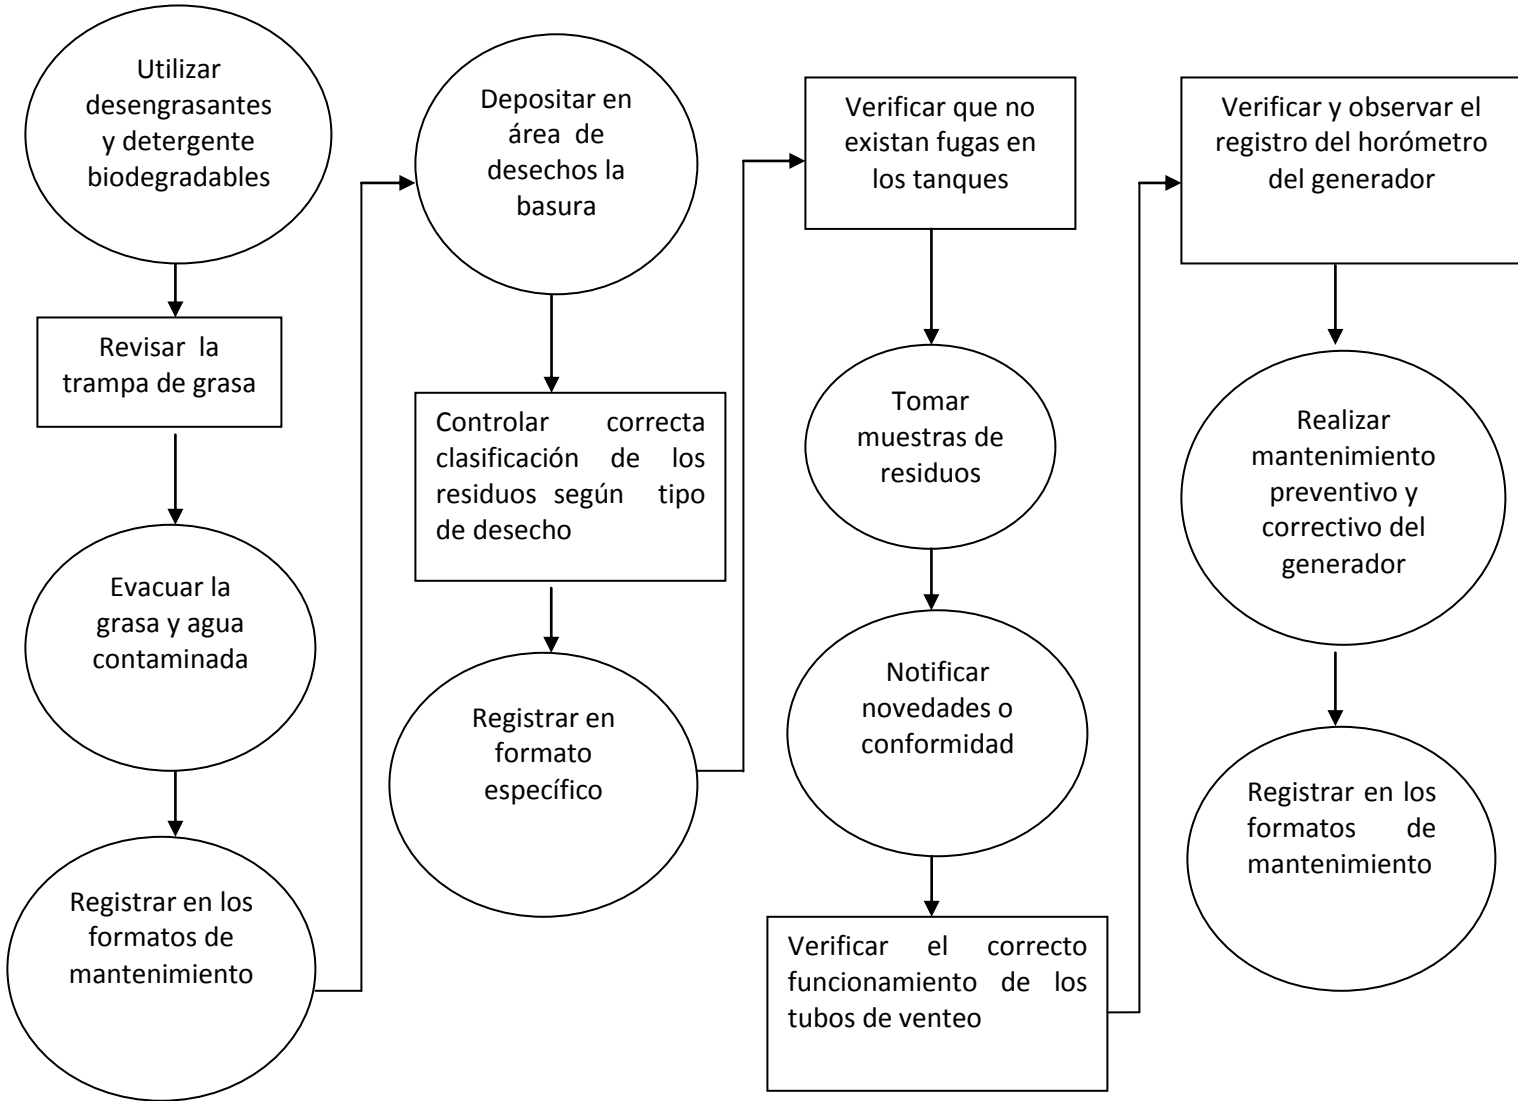 Utilizar
desengrasantes
y detergente
biodegradables
Revisar la
trampa de grasa
Evacuar la
grasa y agua
contaminada
Registrar en los
formatos de
mantenimiento
Depositar en
área de
desechos la
basura
Controlar correcta
clasificación de los
residuos según tipo
de desecho
Registrar en
formato
específico
Verificar que no
existan fugas en
los tanques
Tomar
muestras de
residuos
Notificar
novedades o
conformidad
Verificar el correcto
funcionamiento de los
tubos de venteo
Verificar y observar el
registro del horómetro
del generador
Realizar
mantenimiento
preventivo y
correctivo del
generador
Registrar en los
formatos de
mantenimiento